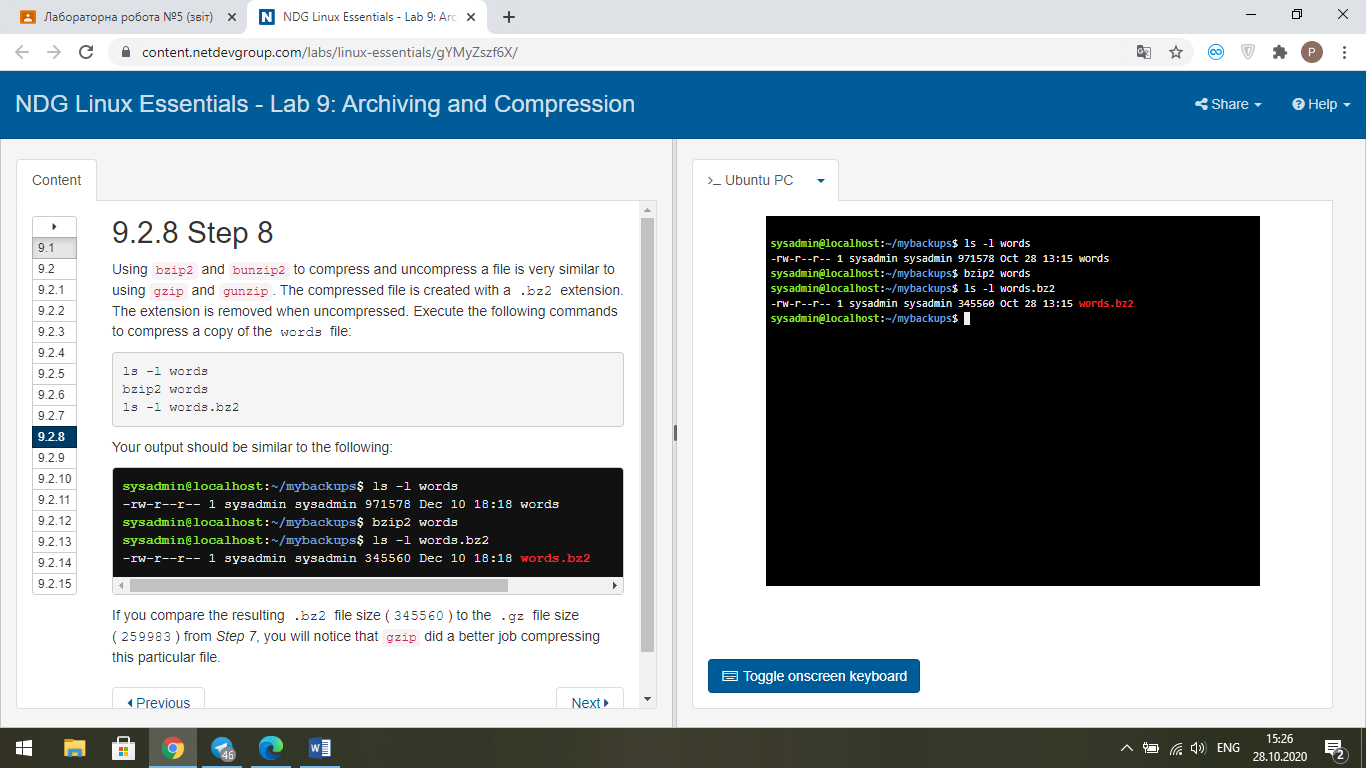 Лабораторна робота №5 (звіт)
NDG Linux Essentials - Lab 9: Arc
content.netdevgroup.com/labs/linux-essentials/gYMyZszf6X/
P
NDG Linux Essentials - Lab 9: Archiving and Compression
Share
Help
Content
9.1
9.2
9.2.1
9.2.2
9.2.3
9.2.4
9.2.5
9.2.6
9.2.7
9.2.8
9.2.9
9.2.10
9.2.11
9.2.12
9.2.13
9.2.14
9.2.15
9.2.8 Step 8
Using bzip2 and bunzip2 to compress and uncompress a file is very similar to
using gzip and gunzip. The compressed file is created with a .bz2 extension.
The extension is removed when uncompressed. Execute the following commands
to compress a copy of the words file:
ls -l words
bzip2 words
ls -l words.bz2
Your output should be similar to the following:
sysadmin@localhost:~/mybackups$ ls -l words
-rw-r--r-- 1 sysadmin sysadmin 971578 Dec 10 18:18 words
sysadmin@localhost:~/mybackups$ bzip2 words
sysadmin@localhost:~/mybackups$ ls -l words.bz2
-rw-r--r-- 1 sysadmin sysadmin 345560 Dec 10 18:18 words.bz2
If you compare the resulting .bz2 file size (345560) to the .gz file size
(259983) from Step 7, you will notice that gzip did a better job compressing
this particular file.
Previous
Next
>_ Ubuntu PC
sysadmin@localhost:~/mybackups$ ls -l words
-rw-r--r-- 1 sysadmin sysadmin 971578 Oct 28 13:15 words
sysadmin@localhost:~/mybackups$ bzip2 words
sysadmin@localhost:~/mybackups$ ls -l words.bz2
-rw-r--r-- 1 sysadmin sysadmin 345560 Oct 28 13:15 words.bz2
sysadmin@localhost:~/mybackups$
Toggle onscreen keyboard
46
ENG
15:26
28.10.2020
2